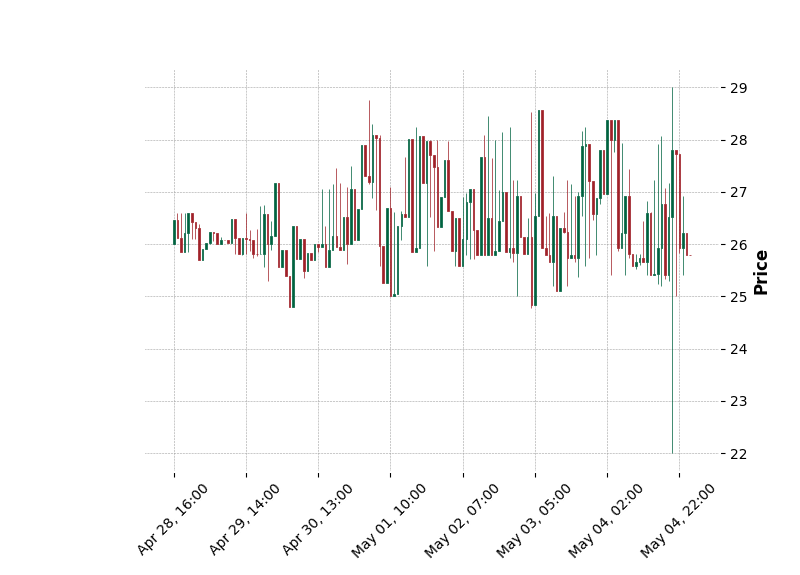 29
28
27
26
25
24
23
22
Price
Apr 28, 16:00
Apr 29, 14:00
Apr 30, 13:00
May 01, 10:00
May 02, 07:00
May 03, 05:00
May 04, 02:00
May 04, 22:00